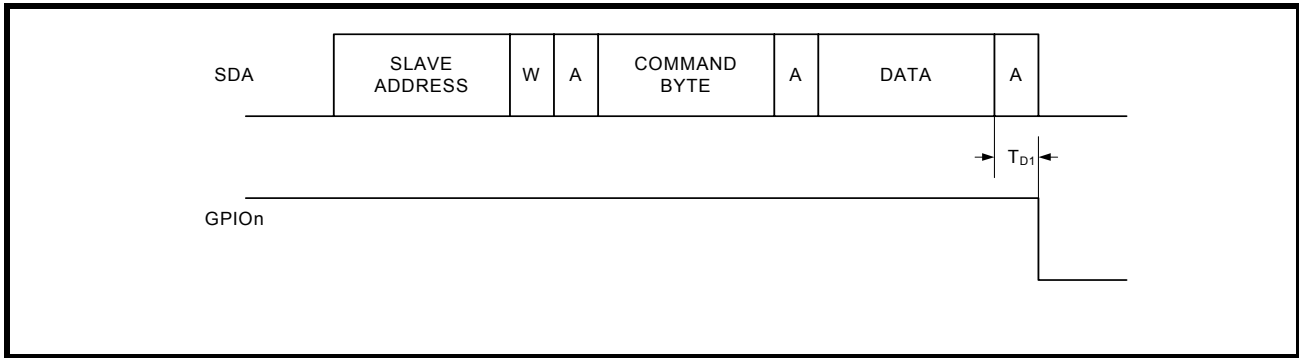 SDA
SLAVE
ADDRESS
W
A
COMMAND
BYTE
A
DATA
A
TD1
GPIOn